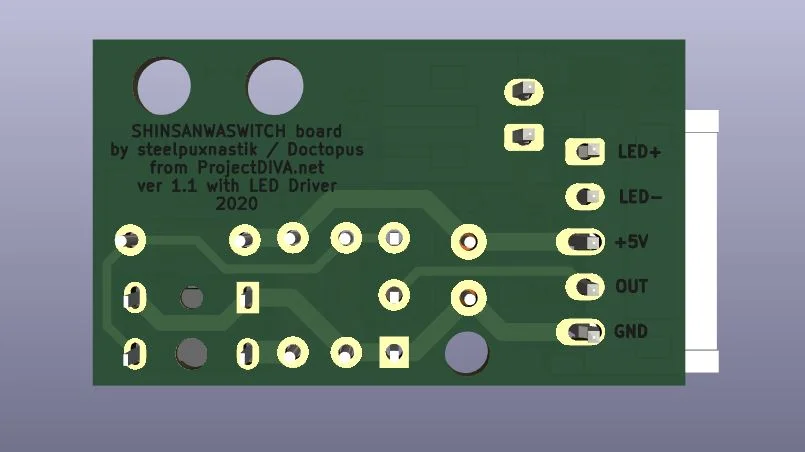 SHINSANWASWITCH board
by steelpuxnastik / Doctopus
from ProjectDIVA.net
ver 1.1 with LED Driver
2020
LED+
LED-
+5V
OUT
GND